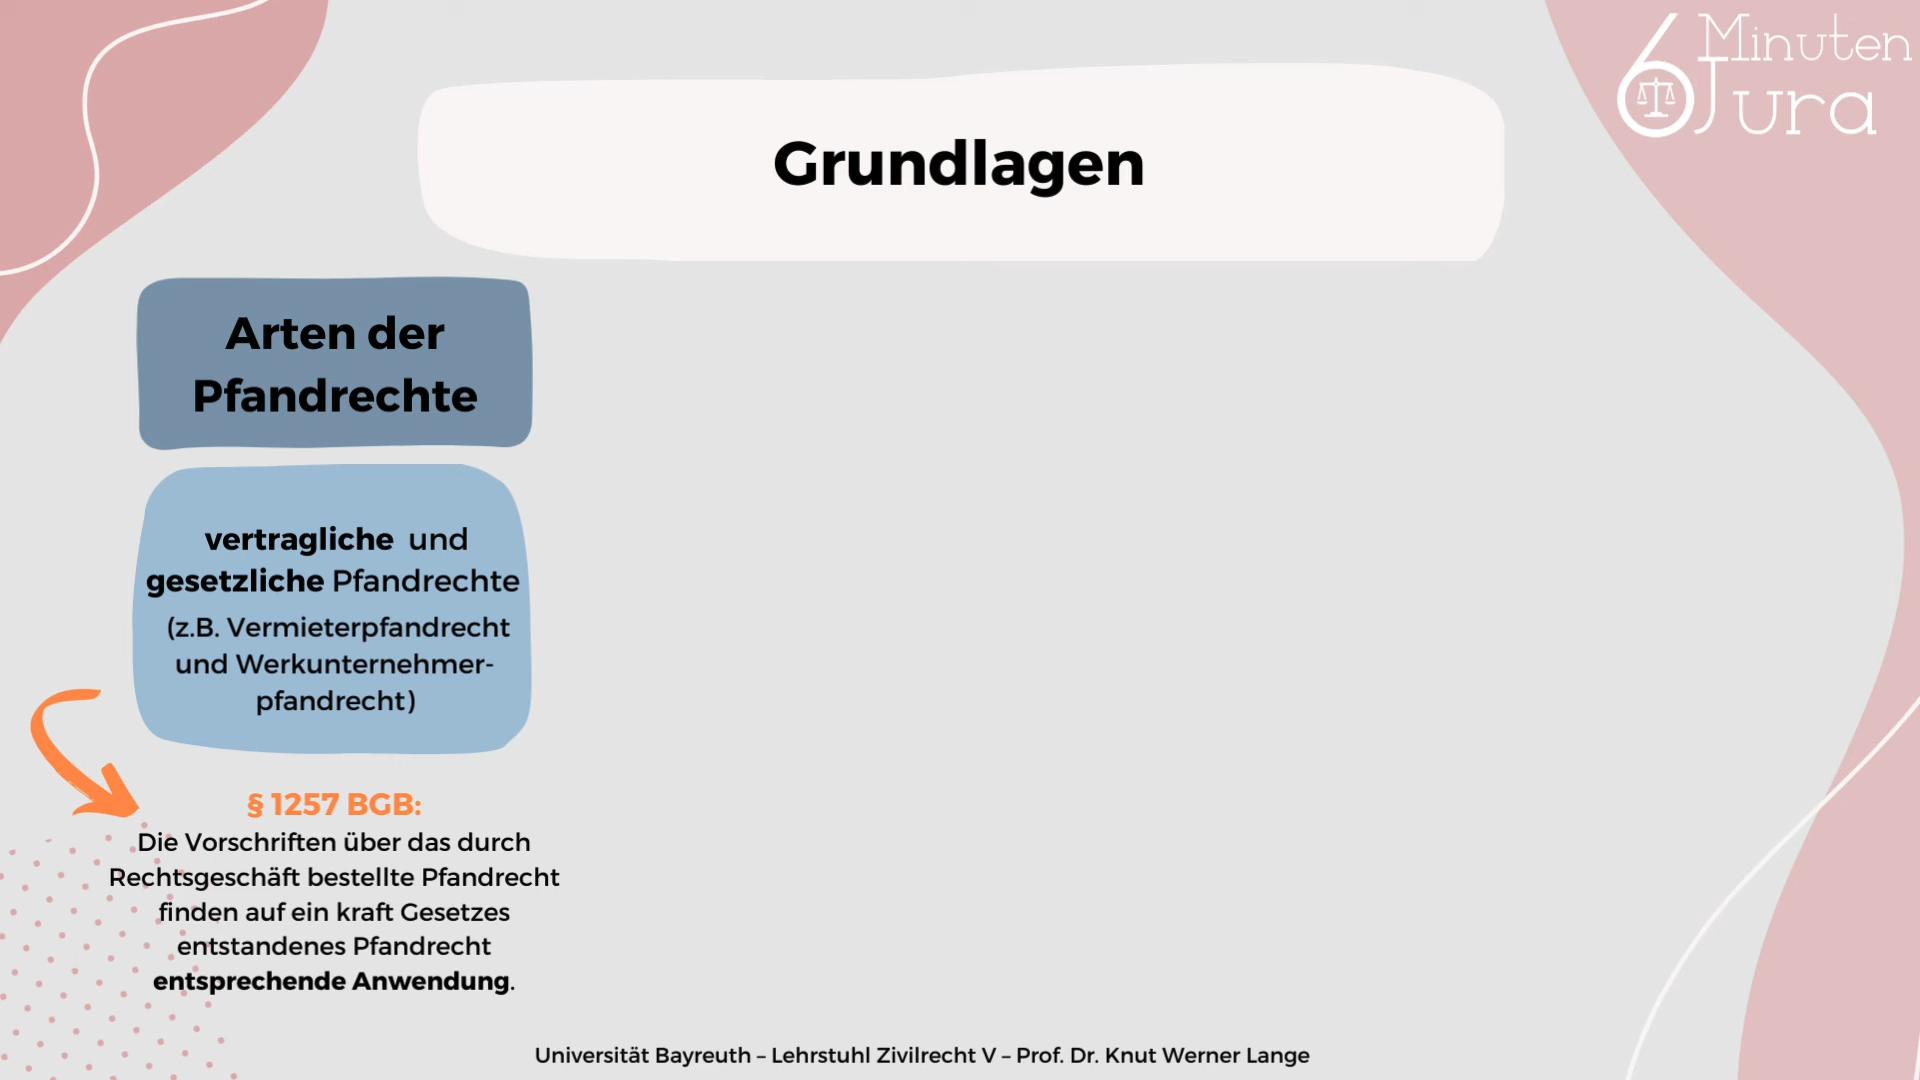 6 Minuten
Jura
Grundlagen
Arten der
Pfandrechte
vertragliche und
gesetzliche Pfandrechte
(z.B. Vermieterpfandrecht
und Werkunternehmer-
pfandrecht)
§ 1257 BGB:
Die Vorschriften über das durch
Rechtsgeschäft bestellte Pfandrecht
finden auf ein kraft Gesetzes
entstandenes Pfandrecht
entsprechende Anwendung.
Universität Bayreuth – Lehrstuhl Zivilrecht V – Prof. Dr. Knut Werner Lange